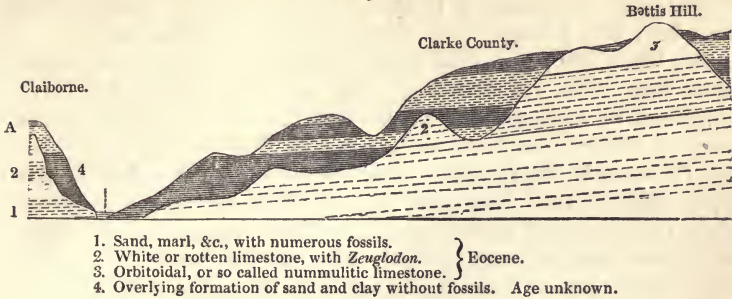 Bettis Hill.
Clarke County.
3
Claiborne.
A
2
2
4
1
1. Sand, marl, &c., with numerous fossils.
2. White or rotten limestone, with Zeuglodon.
3. Orbitoidal, or so called nummulitic limestone.
Eocene.
4. Overlying formation of sand and clay without fossils. Age unknown.